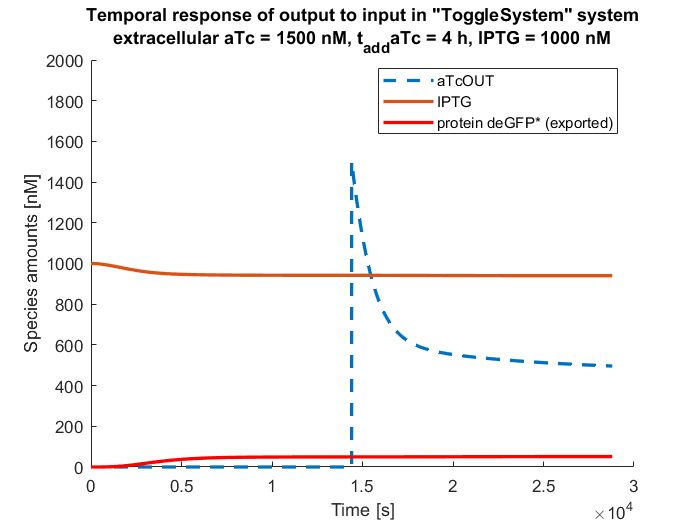 Temporal response of output to input in "ToggleSystem" system
extracellular aTc = 1500 nM, t_add aTc = 4 h, IPTG = 1000 nM
aTcOUT
IPTG
protein deGFP* (exported)
Species amounts [nM]
2000
1800
1600
1400
1200
1000
800
600
400
200
0
0
0.5
1
1.5
2
2.5
3
×10^4
Time [s]